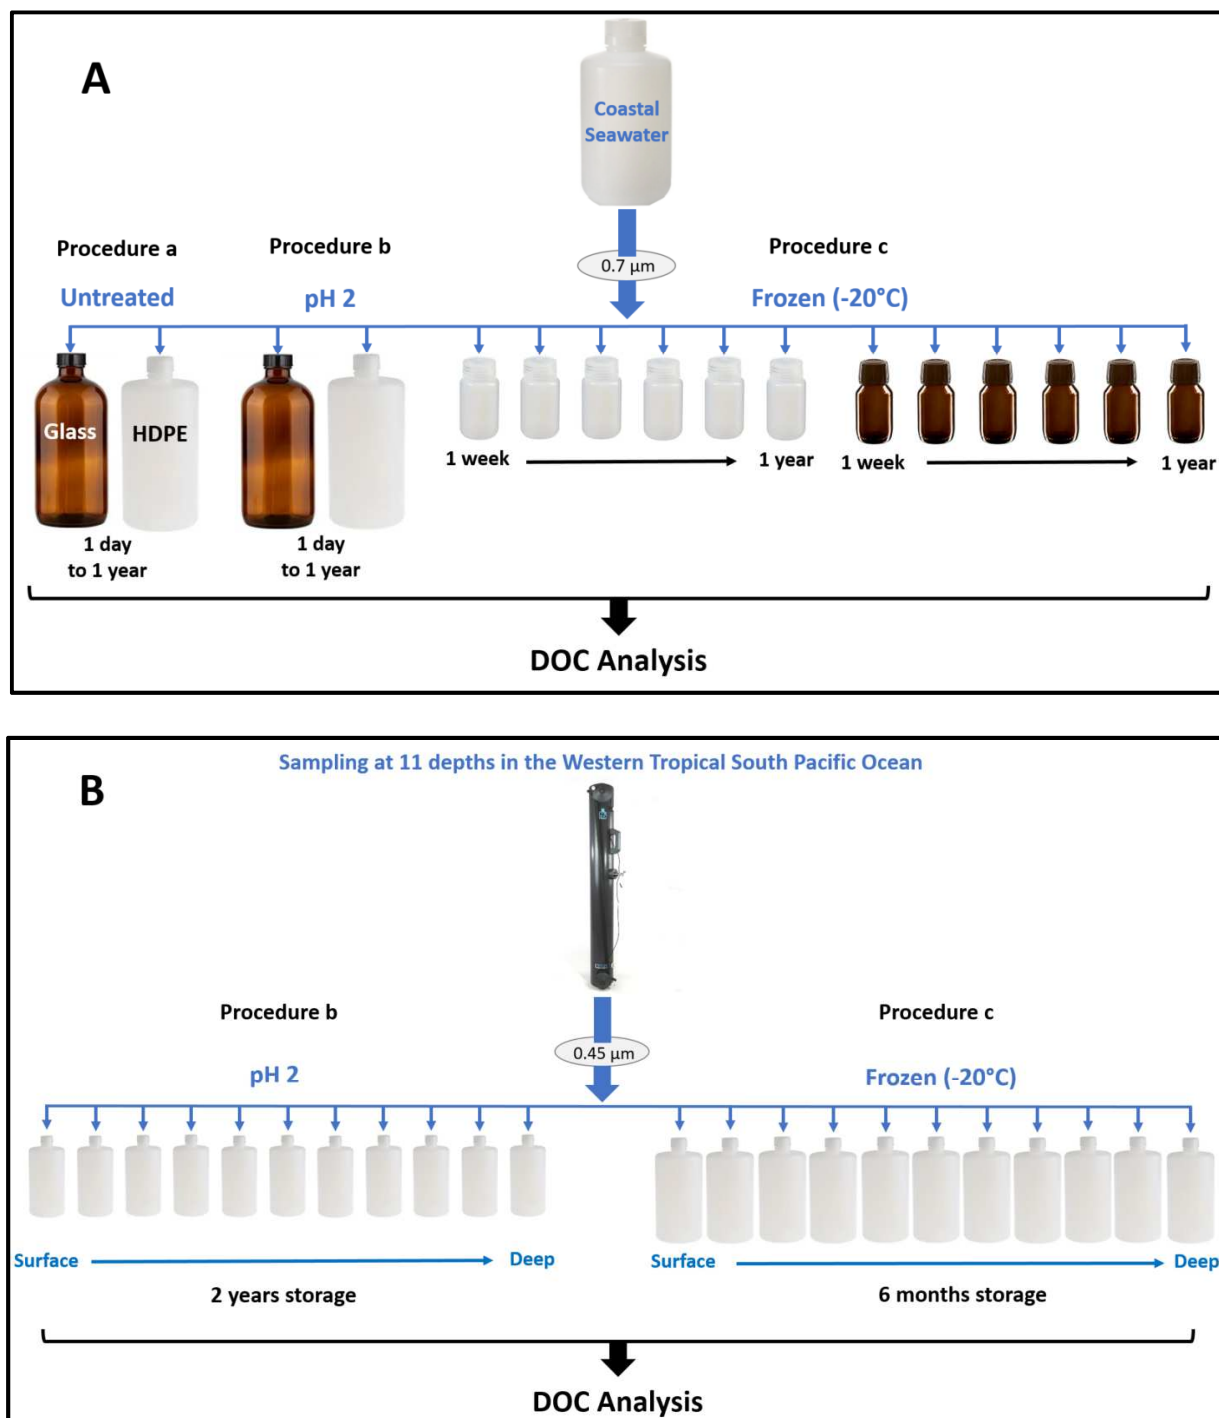 A
Coastal
Seawater
0.7 µm
Procedure a
Procedure b
Procedure c
Untreated
pH 2
Frozen (-20°C)
Glass
HDPE
1 week
1 year
1 week
1 year
1 day
to 1 year
1 day
to 1 year
DOC Analysis
Sampling at 11 depths in the Western Tropical South Pacific Ocean
B
Procedure b
Procedure c
0.45 µm
pH 2
Frozen (-20°C)
Surface
Deep
Surface
Deep
2 years storage
6 months storage
DOC Analysis